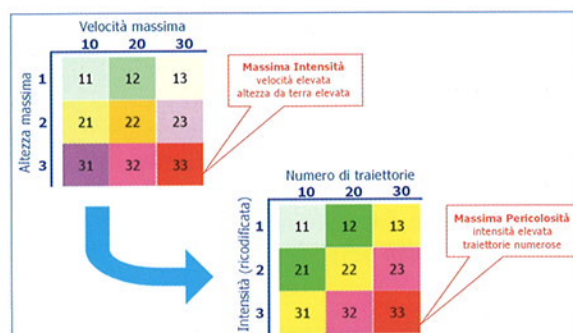 Velocità massima
10 20 30
Altezza massima
1 11 12 13
2 21 22 23
3 31 32 33
Massima Intensità
velocità elevata
altezza da terra elevata
Numero di traiettorie
10 20 30
Intensità (ricodificata)
1 11 12 13
2 21 22 23
3 31 32 33
Massima Pericolosità
intensità elevata
traiettorie numerose